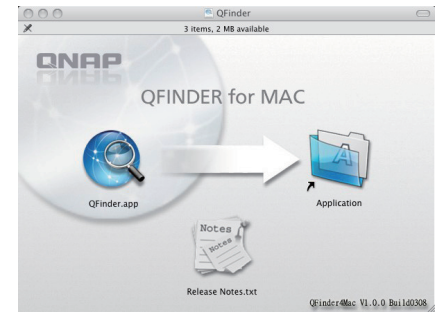 QFinder
3 items, 2 MB available
QNAP
QFINDER for MAC
A
QFinder.app
Application
Notes
Notes
Release Notes.txt
QFinder4Mac V1.0.0 Build0308